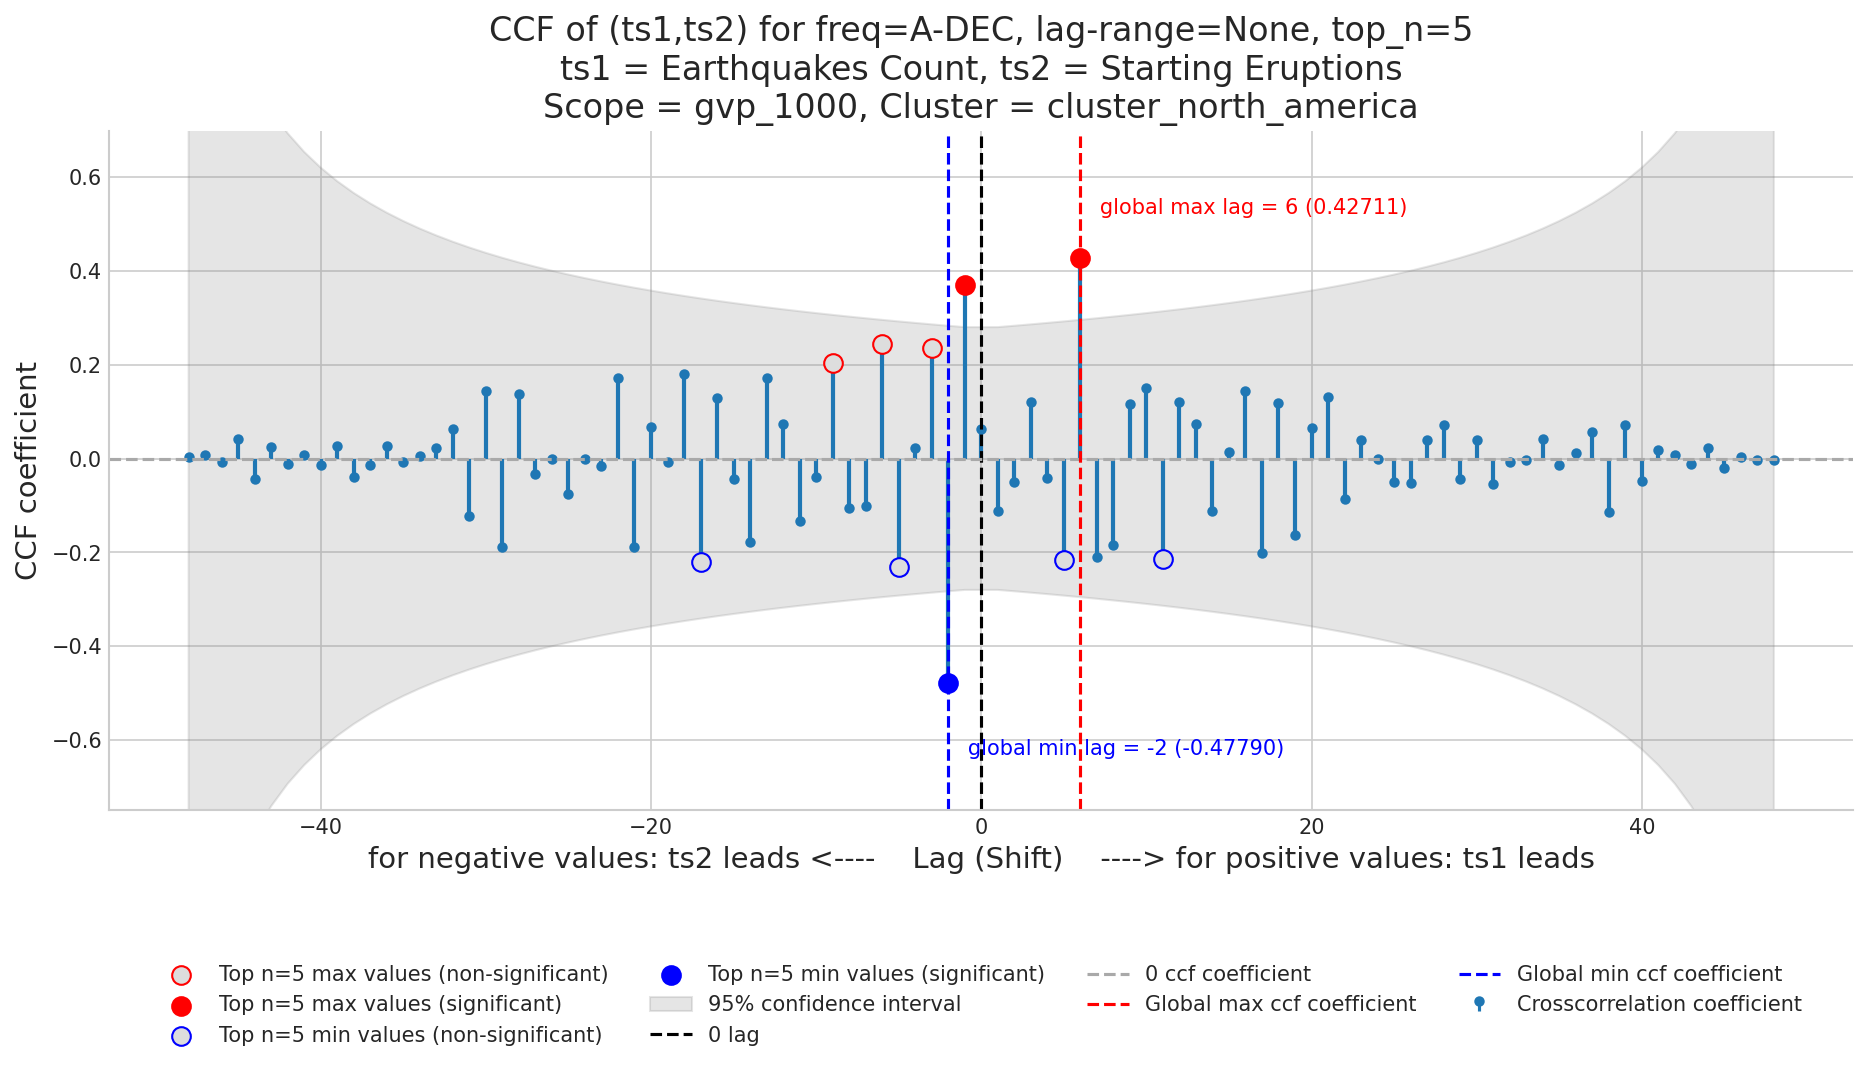 CCF of (ts1,ts2) for freq=A-DEC, lag-range=None, top_n=5
ts1 = Earthquakes Count, ts2 = Starting Eruptions
Scope = gvp_1000, Cluster = cluster_north_america
CCF coefficient
0.6
0.4
0.2
0.0
−0.2
−0.4
−0.6
global max lag = 6 (0.42711)
global min lag = -2 (-0.47790)
−40
−20
0
20
40
for negative values: ts2 leads <---- Lag (Shift) ----> for positive values: ts1 leads
Top n=5 max values (non-significant)
Top n=5 max values (significant)
Top n=5 min values (non-significant)
Top n=5 min values (significant)
95% confidence interval
0 lag
0 ccf coefficient
Global max ccf coefficient
Global min ccf coefficient
Crosscorrelation coefficient